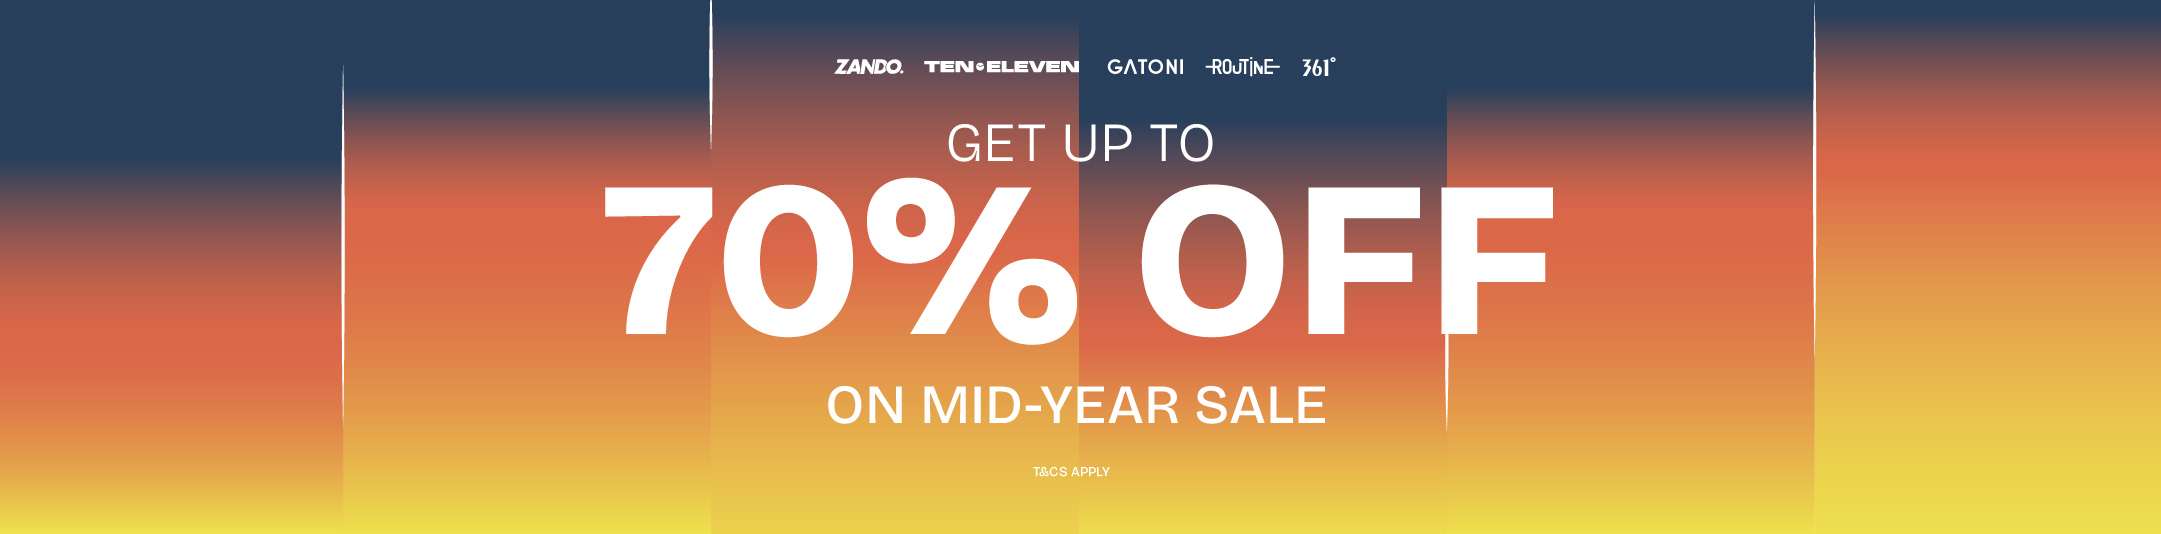 ZANDO. TEN ELEVEN GATONI ROUTINE 361°
GET UP TO
70% OFF
ON MID-YEAR SALE
T&CS APPLY